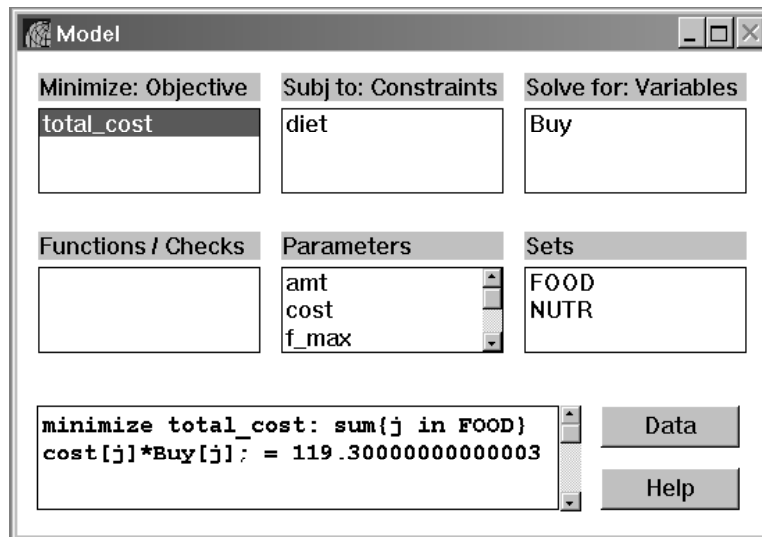 Model
Minimize: Objective
Subj to: Constraints
Solve for: Variables
total_cost
diet
Buy
Functions / Checks
Parameters
Sets
amt
cost
f_max
FOOD
NUTR
minimize total_cost: sum{j in FOOD}
cost[j]*Buy[j]; = 119.30000000000003
Data
Help